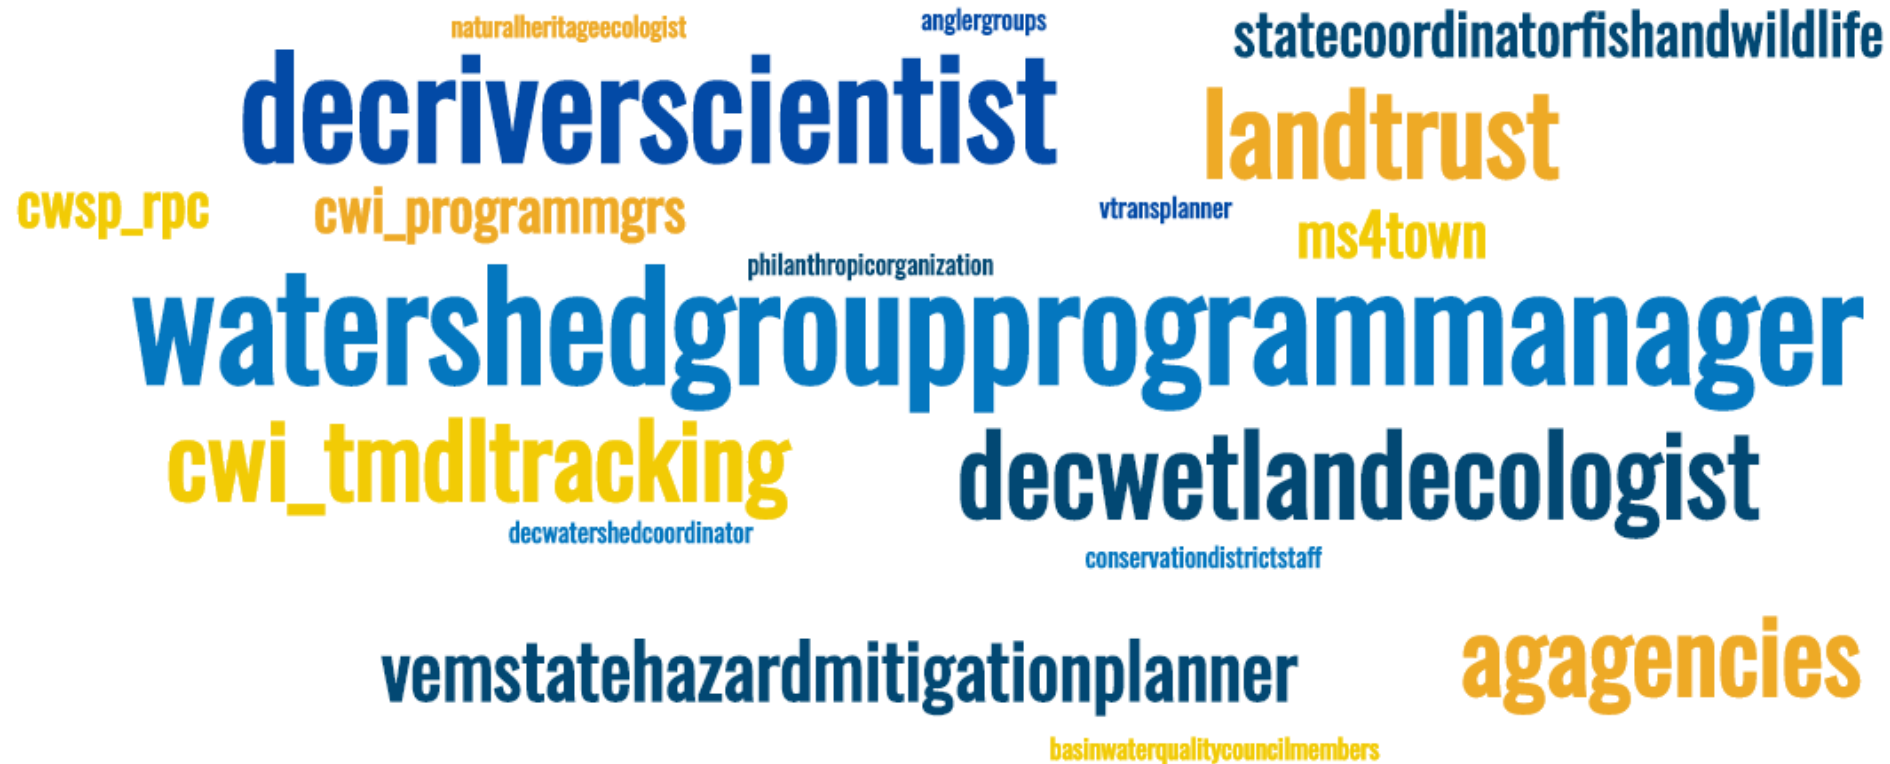 naturalheritageecologist
anglergroups
statecoordinatorfishandwildlife
decriverscientist
landtrust
cwsp_rpc
cwi_programmgrs
vtransplanner
ms4town
philanthropicorganization
watershedgroupprogrammanager
cwi_tmdltracking
decwetlandecologist
decwatershedcoordinator
conservationdistrictstaff
vemstatehazardmitigationplanner
agagencies
basinwaterqualitycouncilmembers